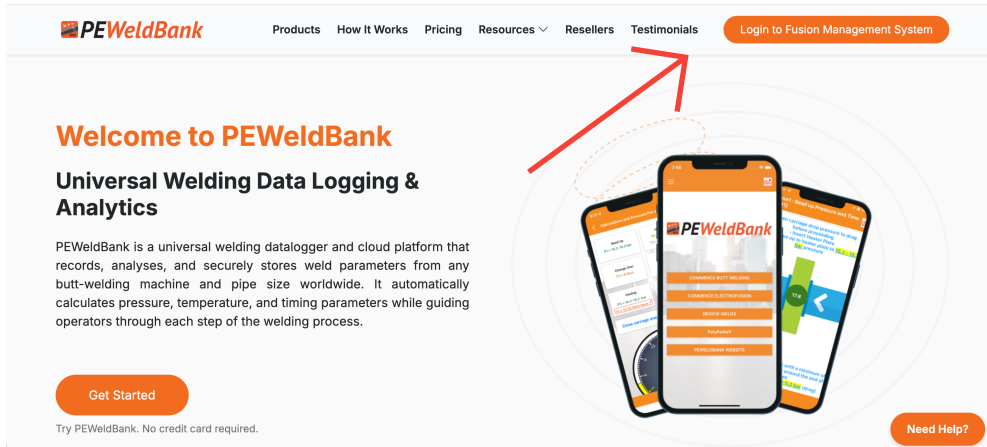 PEWeldBank
Products How It Works Pricing Resources Resellers Testimonials Login to Fusion Management System
Welcome to PEWeldBank
Universal Welding Data Logging &
Analytics
PEWeldBank is a universal welding datalogger and cloud platform that
records, analyses, and securely stores weld parameters from any
butt-welding machine and pipe size worldwide. It automatically
calculates pressure, temperature, and timing parameters while guiding
operators through each step of the welding process.
Get Started
Try PEWeldBank. No credit card required.
7:56
PEWeldBank
COMMENCE BUTT WELDING
COMMENCE ELECTROFUSION
REVIEW WELDS
PEWELDBANK WEBSITE
Need Help?